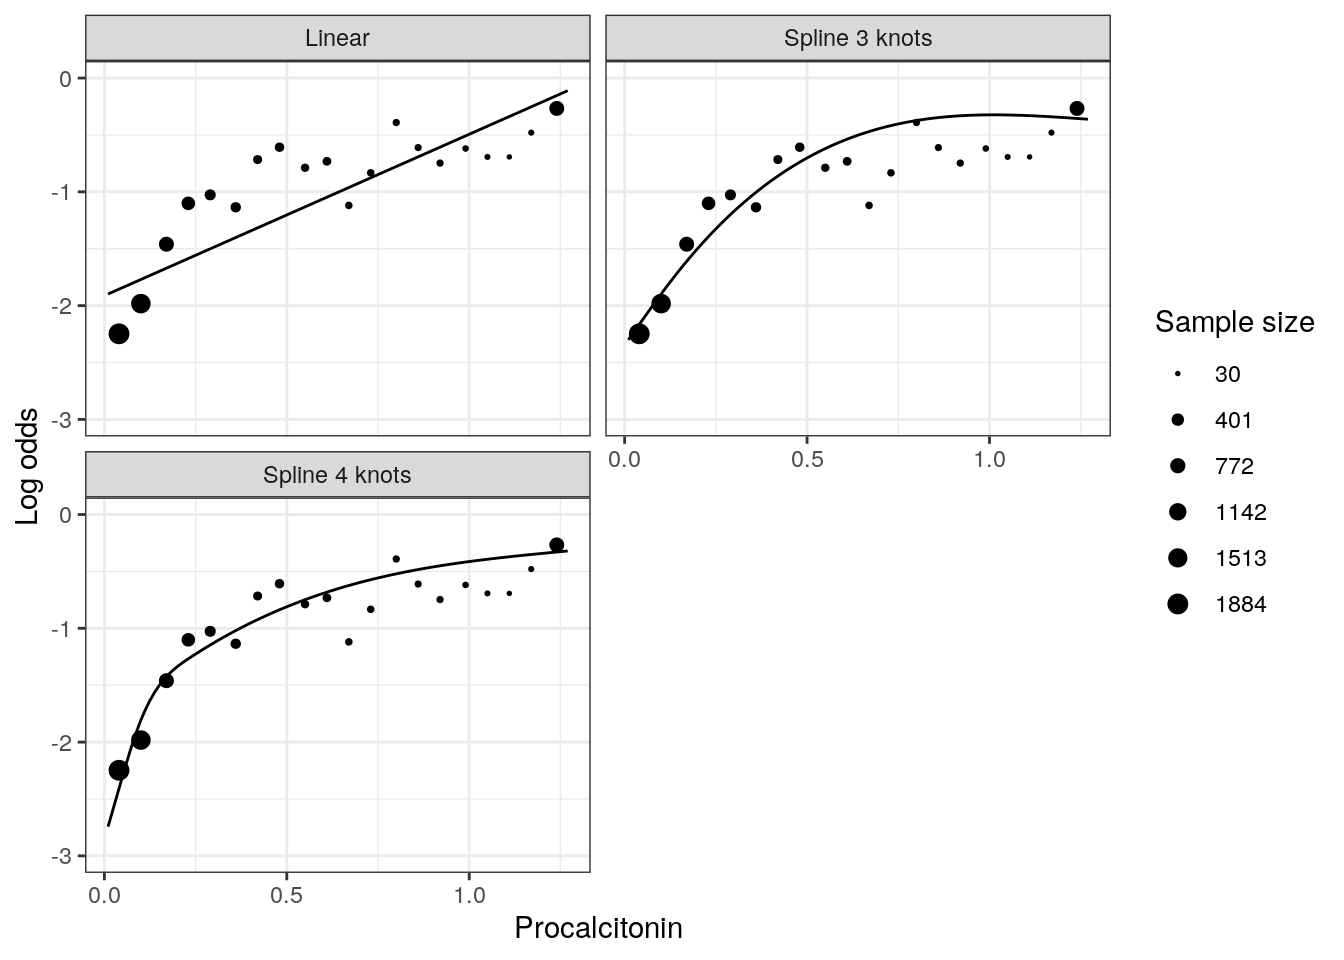 Linear
Spline 3 knots
0
-1
-2
-3
0.0 0.5 1.0
Spline 4 knots
0
-1
-2
-3
0.0 0.5 1.0
Log odds
Procalcitonin
Sample size
30
401
772
1142
1513
1884